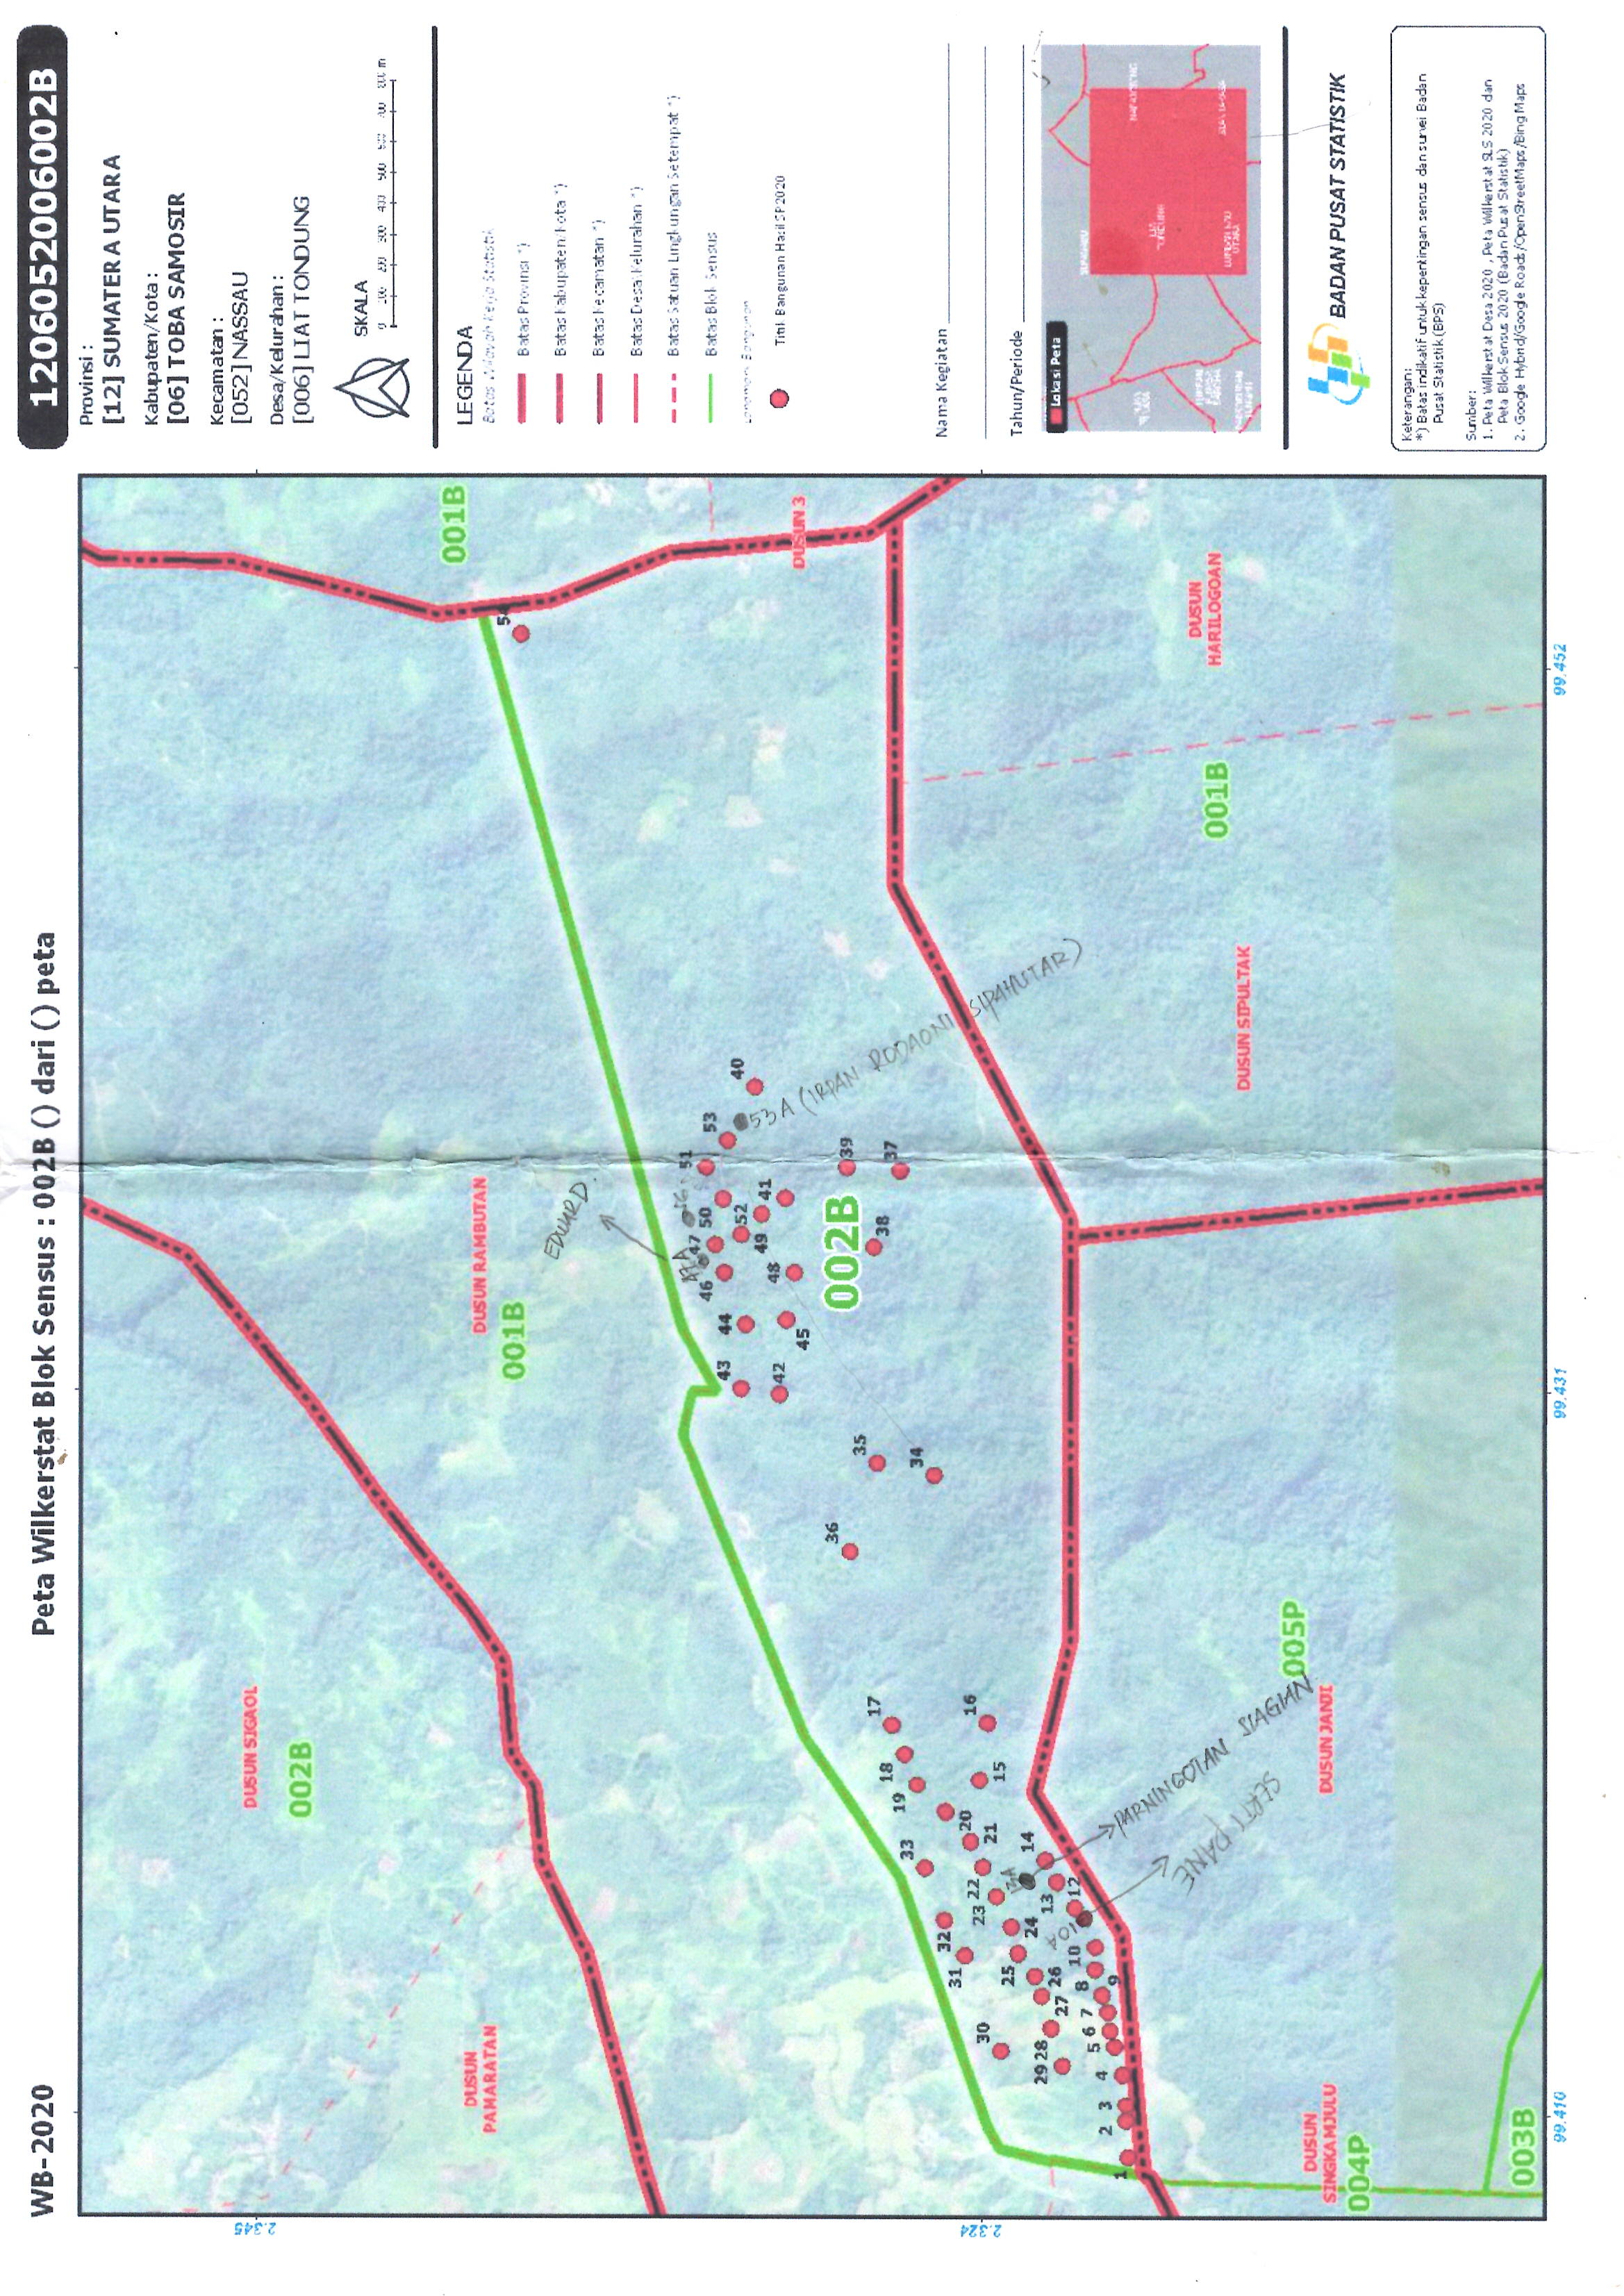 WB-2020
Peta Wilkerstat Blok Sensus : 002B () dari () peta
1206052006002B
Provinsi :
[12] SUMATERA UTARA
Kabupaten/Kota :
[06] TOBA SAMOSIR
Kecamatan :
[052] NASSAU
Desa/Kelurahan :
[006] LIAT TONDUNG
SKALA
0 100 200 300 400 500 600 700 800 m
LEGENDA
Batas Wilayah Kerja Statistik
Batas Provinsi *)
Batas Kabupaten/Kota *)
Batas Kecamatan *)
Batas Desa/Kelurahan *)
Batas Satuan Lingkungan Setempat *)
Batas Blok Sensus
Landmark Bangunan
Titik Bangunan Hasil SP2020
Nama Kegiatan
Tahun/Periode
Lokasi Peta
LIAT
TONDUNG
LUMBAN RAU
UTARA
BADAN PUSAT STATISTIK
Keterangan:
*) Batas indikatif untuk kepentingan sensus dan survei Badan
Pusat Statistik (BPS)
Sumber:
1. Peta Wilkerstat Desa 2020 , Peta Wilkerstat SLS 2020 dan
Peta Blok Sensus 2020 (Badan Pusat Statistik)
2. Google Hybrid/Google Roads/OpenStreetMaps/Bing Maps
2.345
2.324
99.410
99.431
99.452
DUSUN SIGAOL
002B
DUSUN
PAMARATAN
DUSUN RAMBUTAN
001B
001B
EDUARD
DUSUN 3
54
47A
47
46
50
51
53
43
44
52
40
49
41
42
48
45
53A (IRPAN RODAONI SIPAHUTAR)
002B
36
35
39
38
37
34
17
18
19
33
32
31
20
16
22
23
21
15
30
25
13A
24
14
29
28
27
26
13
10A
12
10
8
7
6
5
9
4
3
2
1
PARNINGOTAN SIAGIAN
SERTI PANE
005P
DUSUN JANJI
DUSUN
SINGKAMJULU
004P
003B
DUSUN SIPULTAK
001B
DUSUN
HARILOGOAN